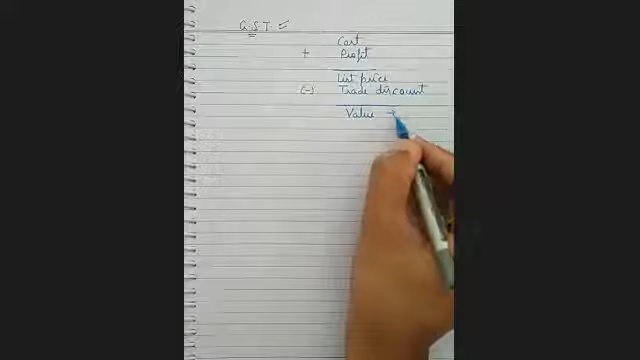 G.S.T. =
Cost
+ Profit
List price
(-) Trade discount
Value